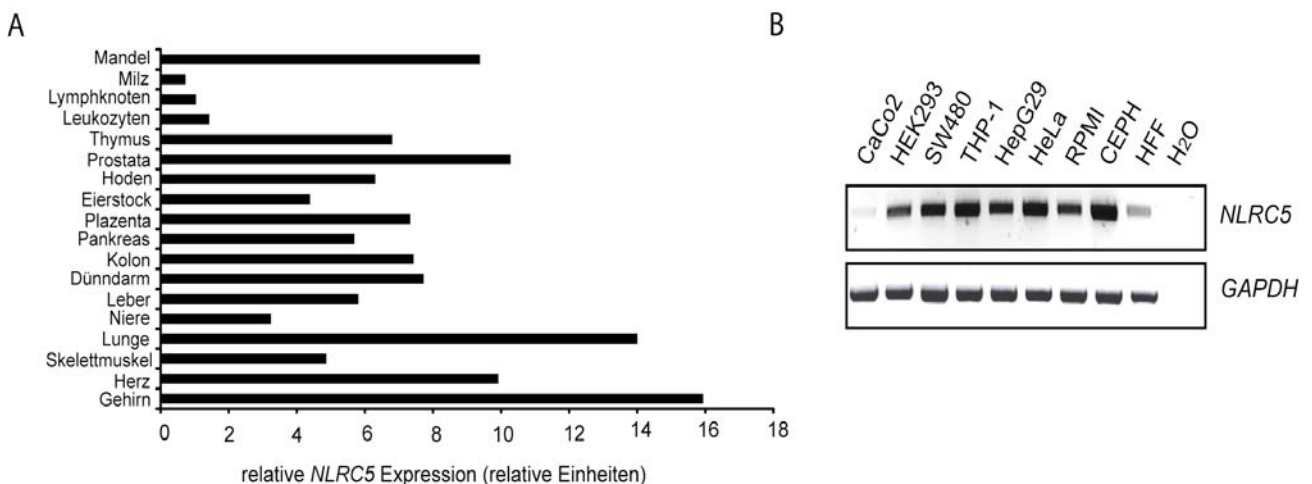 A
Mandel
Milz
Lymphknoten
Leukozyten
Thymus
Prostata
Hoden
Eierstock
Plazenta
Pankreas
Kolon
Dünndarm
Leber
Niere
Lunge
Skelettmuskel
Herz
Gehirn
0 2 4 6 8 10 12 14 16 18
relative NLRC5 Expression (relative Einheiten)
B
CaCo2 HEK293 SW480 THP-1 HepG29 HeLa RPMI CEPH HFF H2O
NLRC5
GAPDH